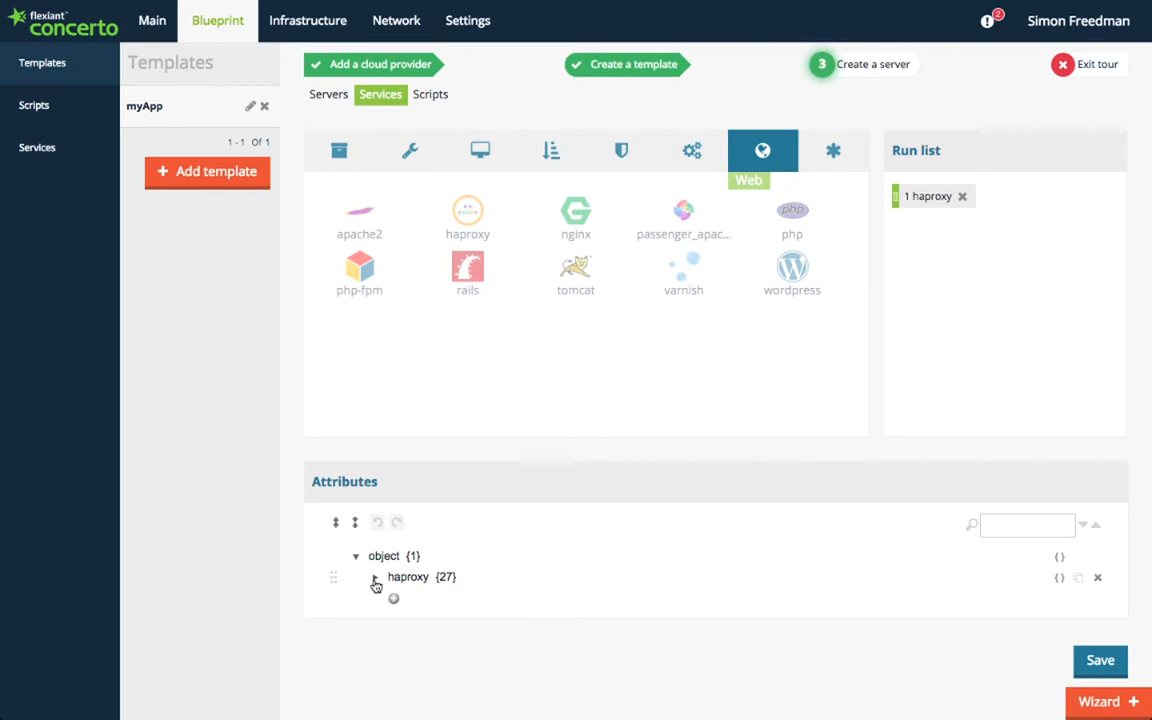 flexiant
concerto
Main
Blueprint
Infrastructure
Network
Settings
2
Simon Freedman
Templates
Scripts
Services
Templates
myApp
1 - 1 Of 1
+ Add template
Add a cloud provider
Create a template
3 Create a server
Exit tour
Servers
Services
Scripts
Web
apache2
haproxy
nginx
passenger_apac...
php
php
php-fpm
rails
tomcat
varnish
wordpress
Run list
1 haproxy
Attributes
object {1}
{}
haproxy {27}
{}
Save
Wizard +